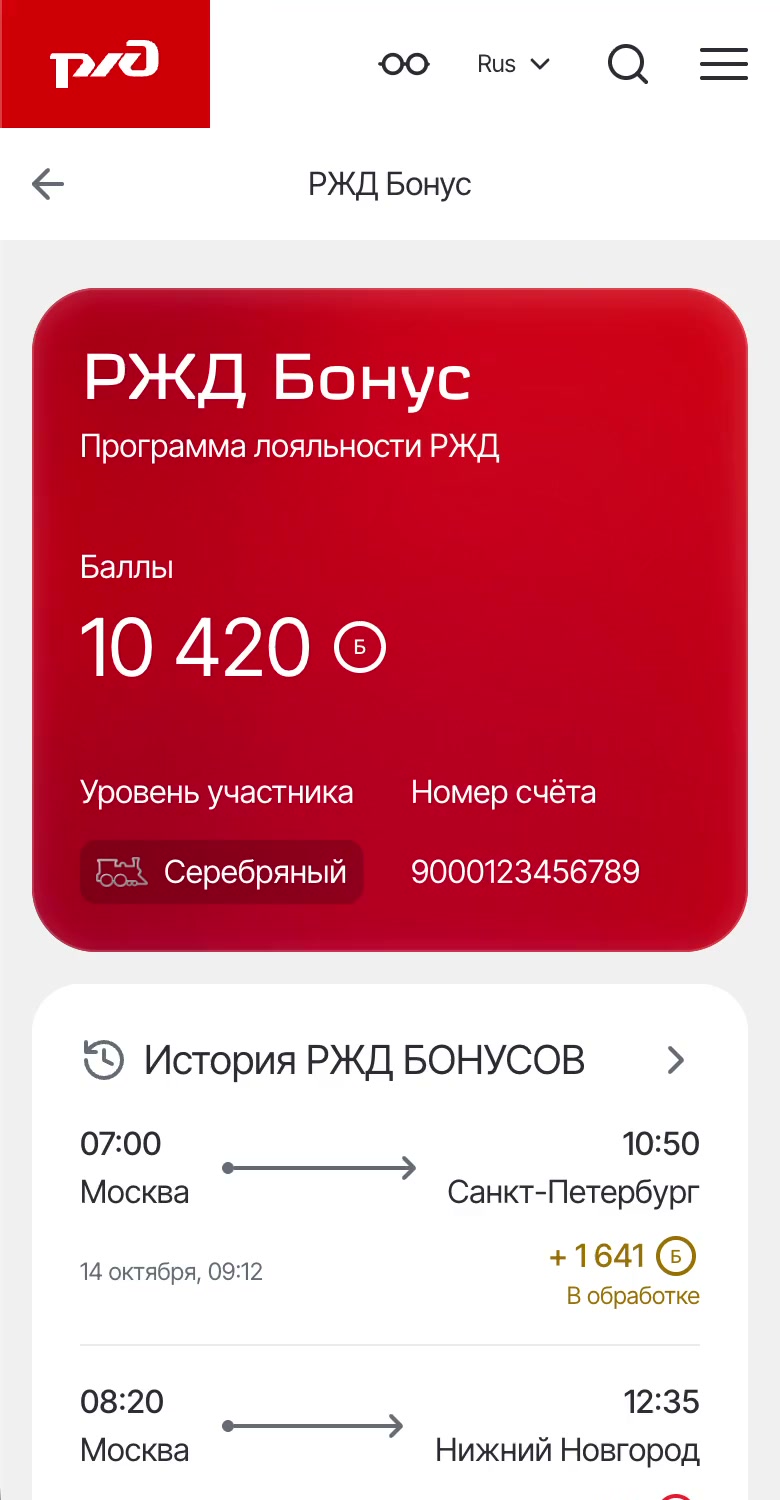 ржд
Rus
РЖД Бонус
РЖД Бонус
Программа лояльности РЖД
Баллы
10 420 Б
Уровень участника
Номер счёта
Серебряный
9000123456789
История РЖД БОНУСОВ
07:00
10:50
Москва
Санкт-Петербург
14 октября, 09:12
+ 1 641 Б
В обработке
08:20
12:35
Москва
Нижний Новгород